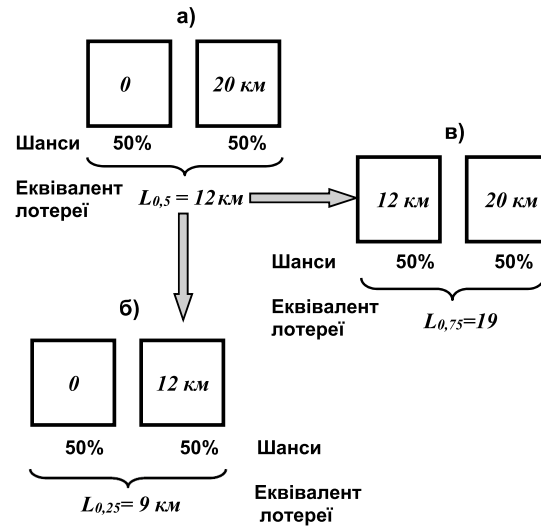 а)
0 20 км
Шанси 50% 50%
Еквівалент
лотереї L0,5 = 12 км
в)
12 км 20 км
Шанси 50% 50%
Еквівалент
лотереї L0,75=19
б)
0 12 км
50% 50% Шанси
L0,25= 9 км Еквівалент
лотереї